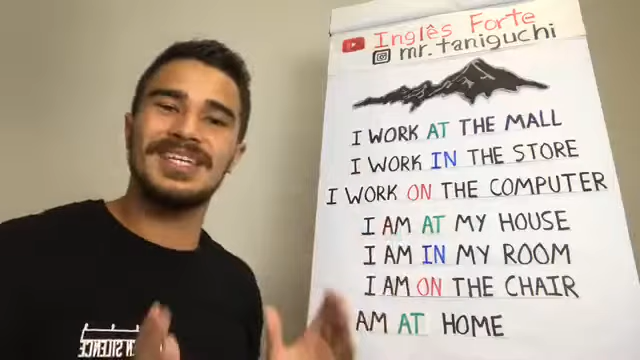 Inglês Forte
mr.taniguchi
I WORK AT THE MALL
I WORK IN THE STORE
I WORK ON THE COMPUTER
I AM AT MY HOUSE
I AM IN MY ROOM
I AM ON THE CHAIR
AM AT HOME
SILENCE